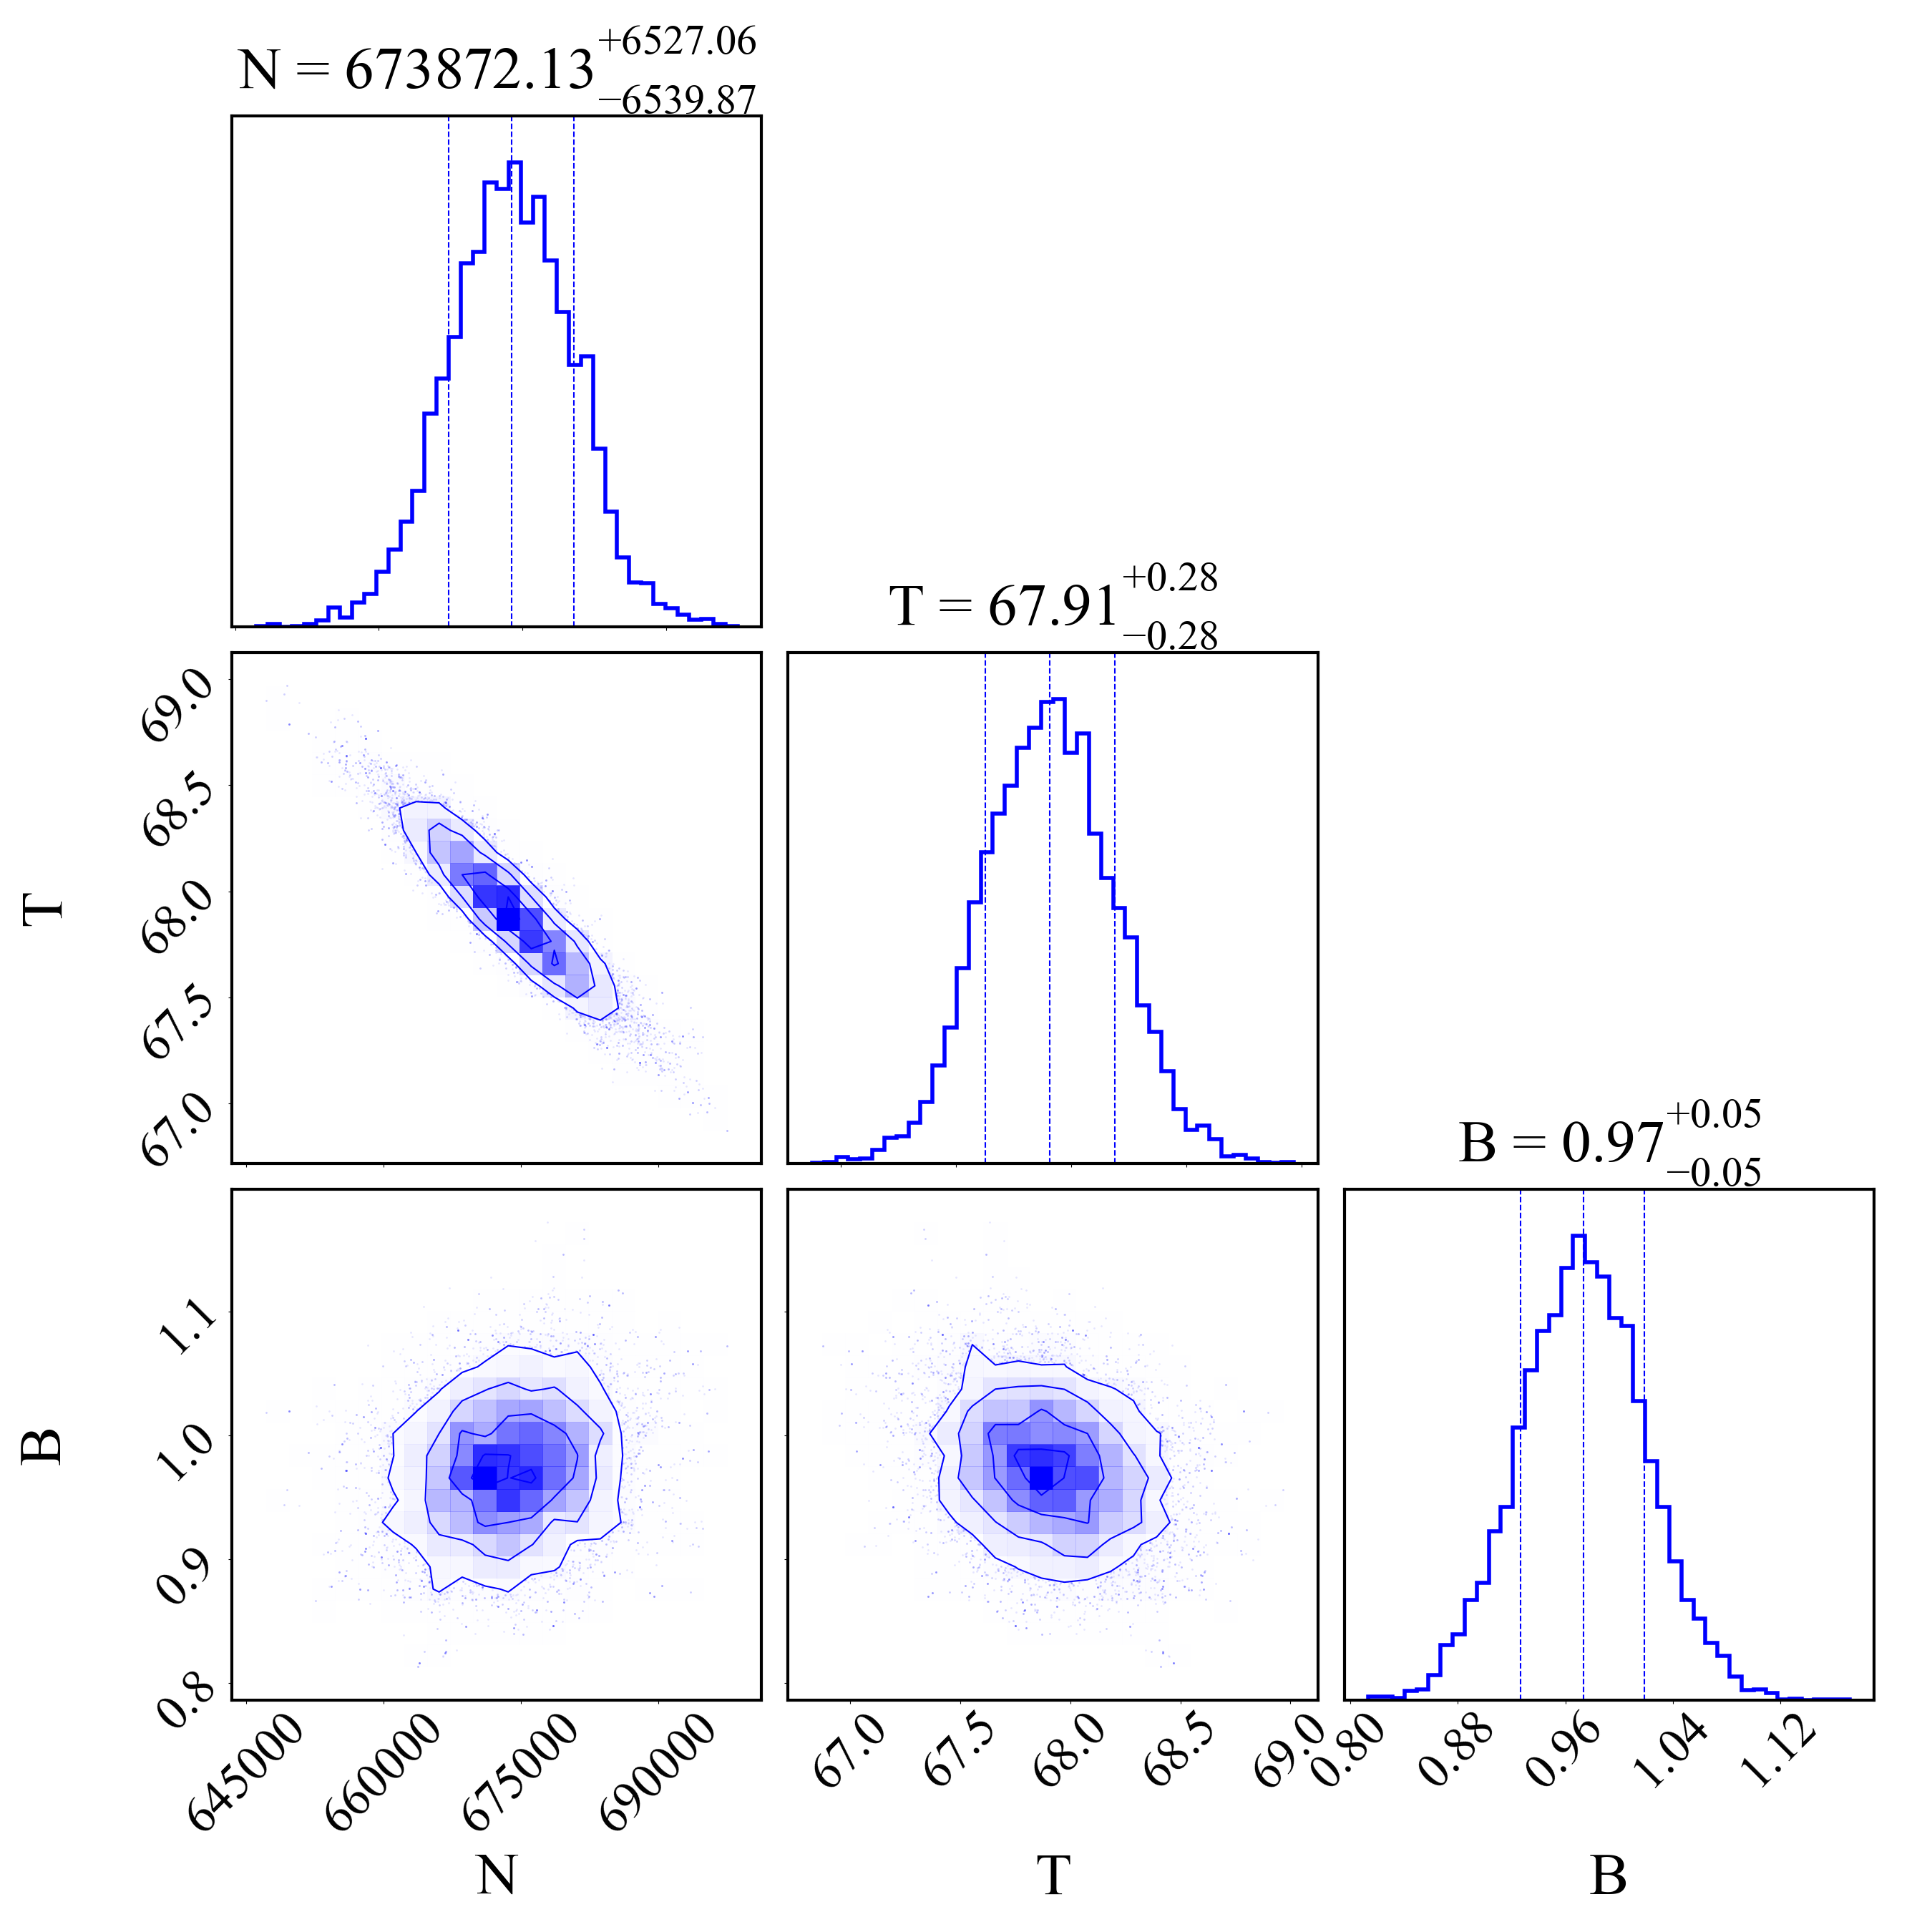 N = 673872.13 +6527.06 −6539.87
T = 67.91 +0.28 −0.28
69.0
68.5
68.0
67.5
67.0
T
B = 0.97 +0.05 −0.05
1.1
1.0
0.9
0.8
B
645000 660000 675000 690000
67.0 67.5 68.0 68.5 69.0
0.80 0.88 0.96 1.04 1.12
N T B